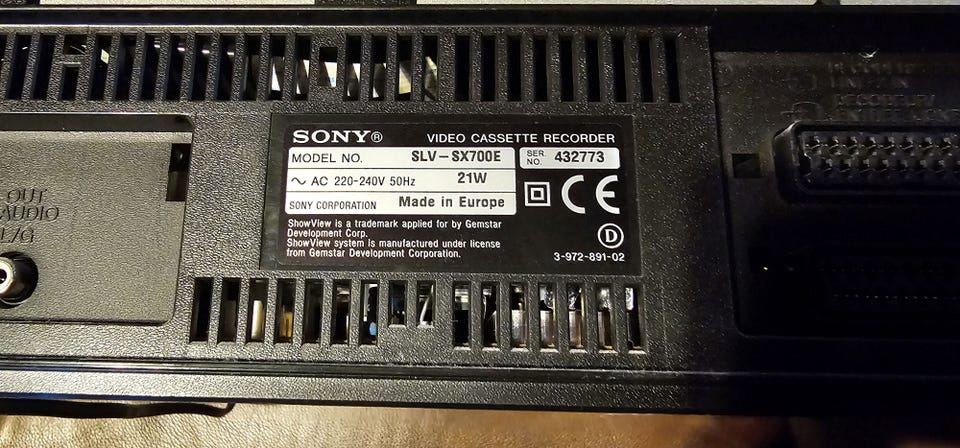 SONY®
VIDEO CASSETTE RECORDER
MODEL NO. SLV-SX700E
SER. NO. 432773
~ AC 220-240V 50Hz 21W
SONY CORPORATION Made in Europe
CE
ShowView is a trademark applied for by Gemstar
Development Corp.
ShowView system is manufactured under license
from Gemstar Development Corporation.
D
3-972-891-02
OUT
AUDIO
DECODER/